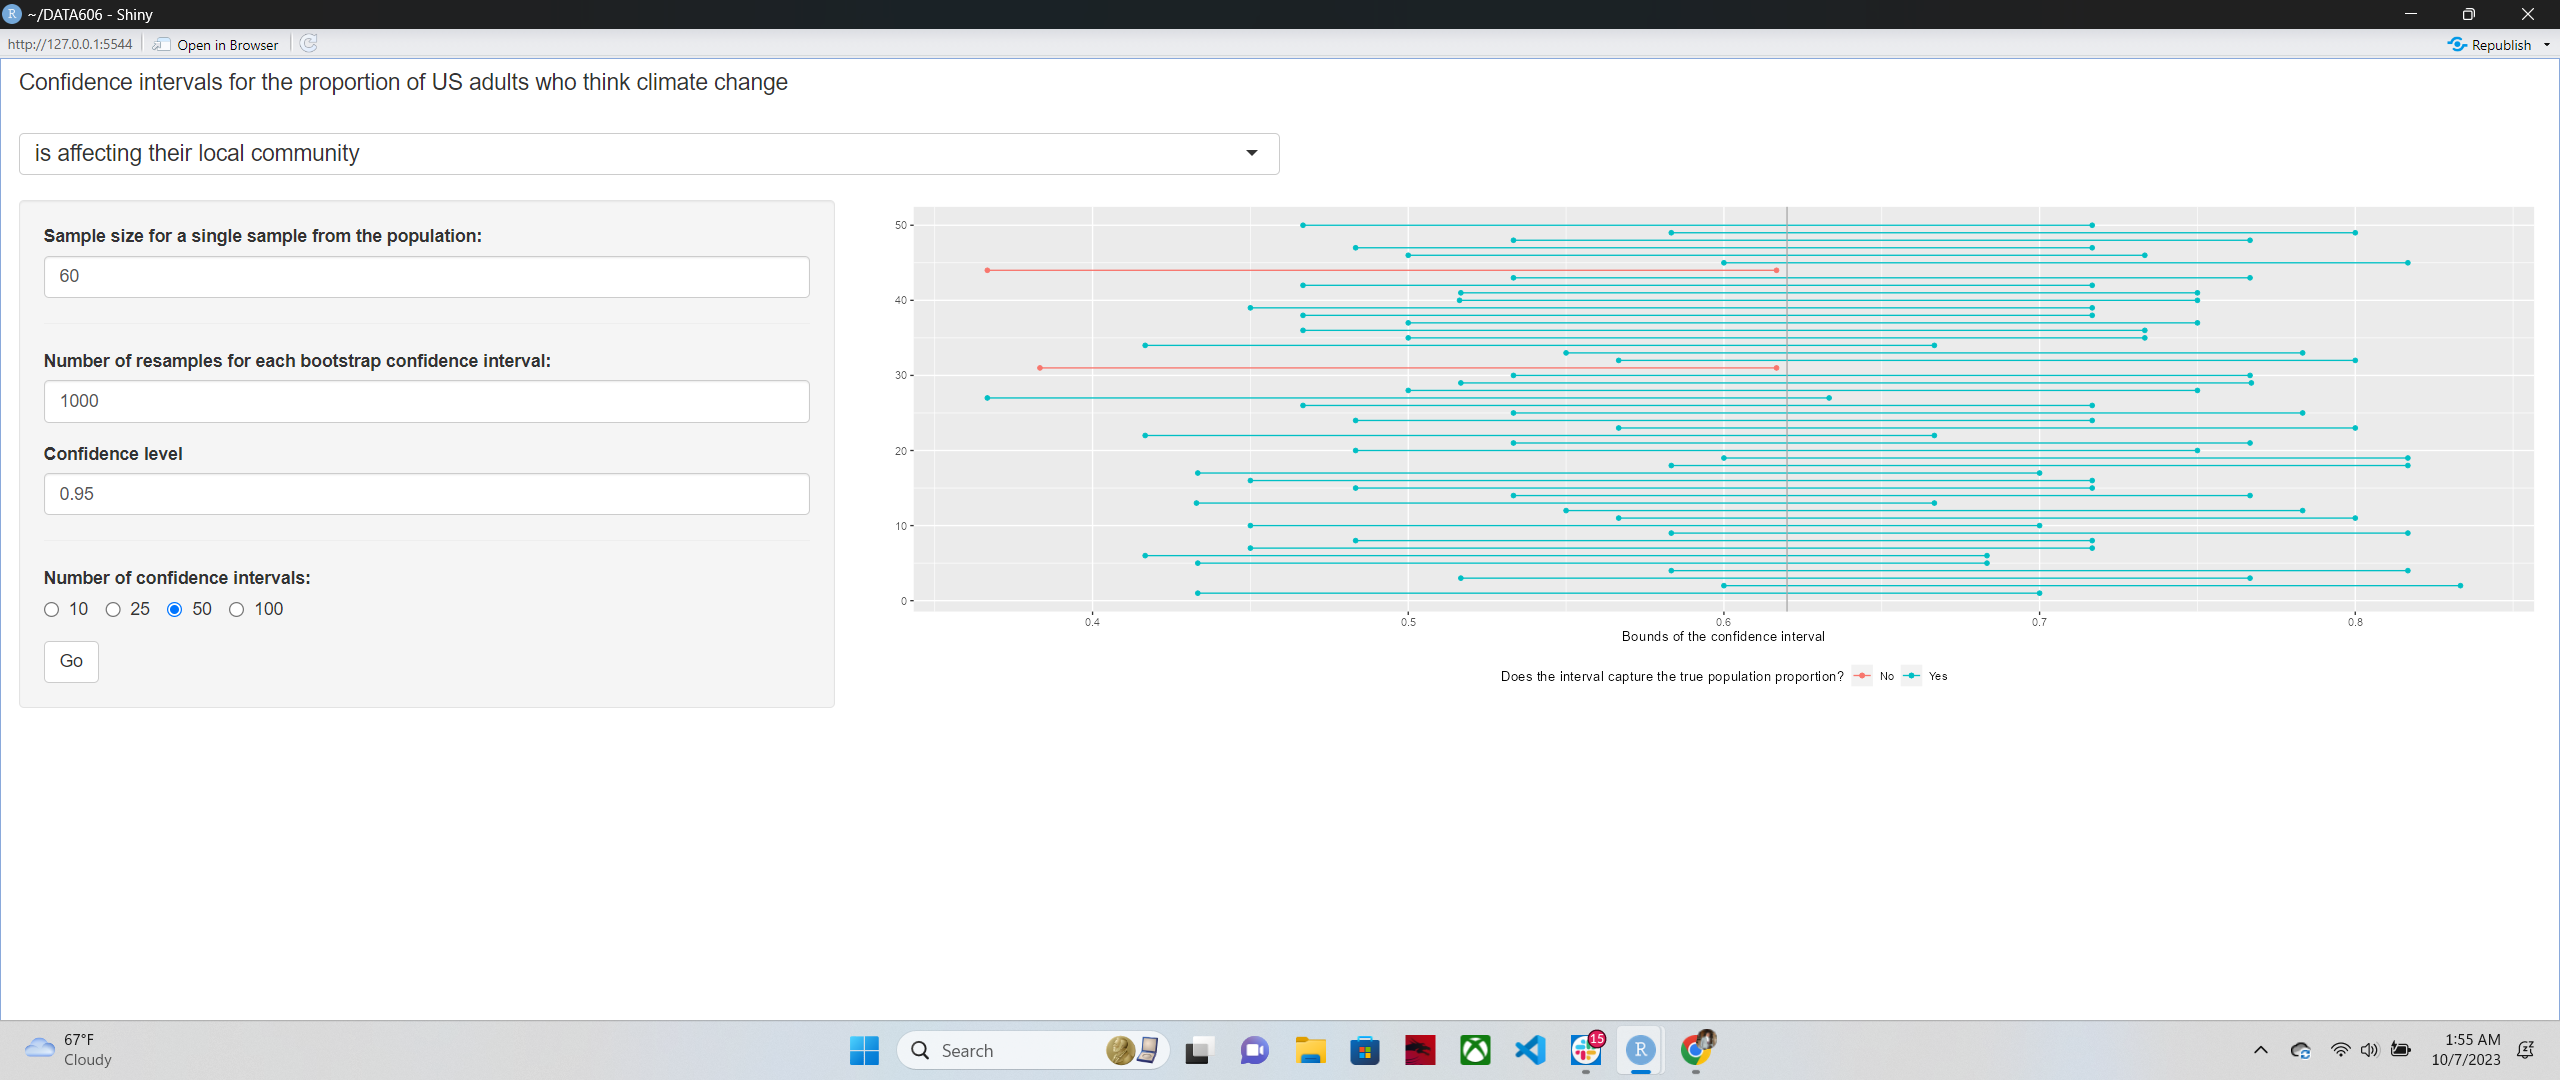 R ~/DATA606 - Shiny
http://127.0.0.1:5544 Open in Browser Republish
Confidence intervals for the proportion of US adults who think climate change
is affecting their local community
Sample size for a single sample from the population:
60
Number of resamples for each bootstrap confidence interval:
1000
Confidence level
0.95
Number of confidence intervals:
10 25 50 100
Go
50
40
30
20
10
0
0.4 0.5 0.6 0.7 0.8
Bounds of the confidence interval
Does the interval capture the true population proportion? No Yes
67°F
Cloudy
Search
15
R
1:55 AM
10/7/2023